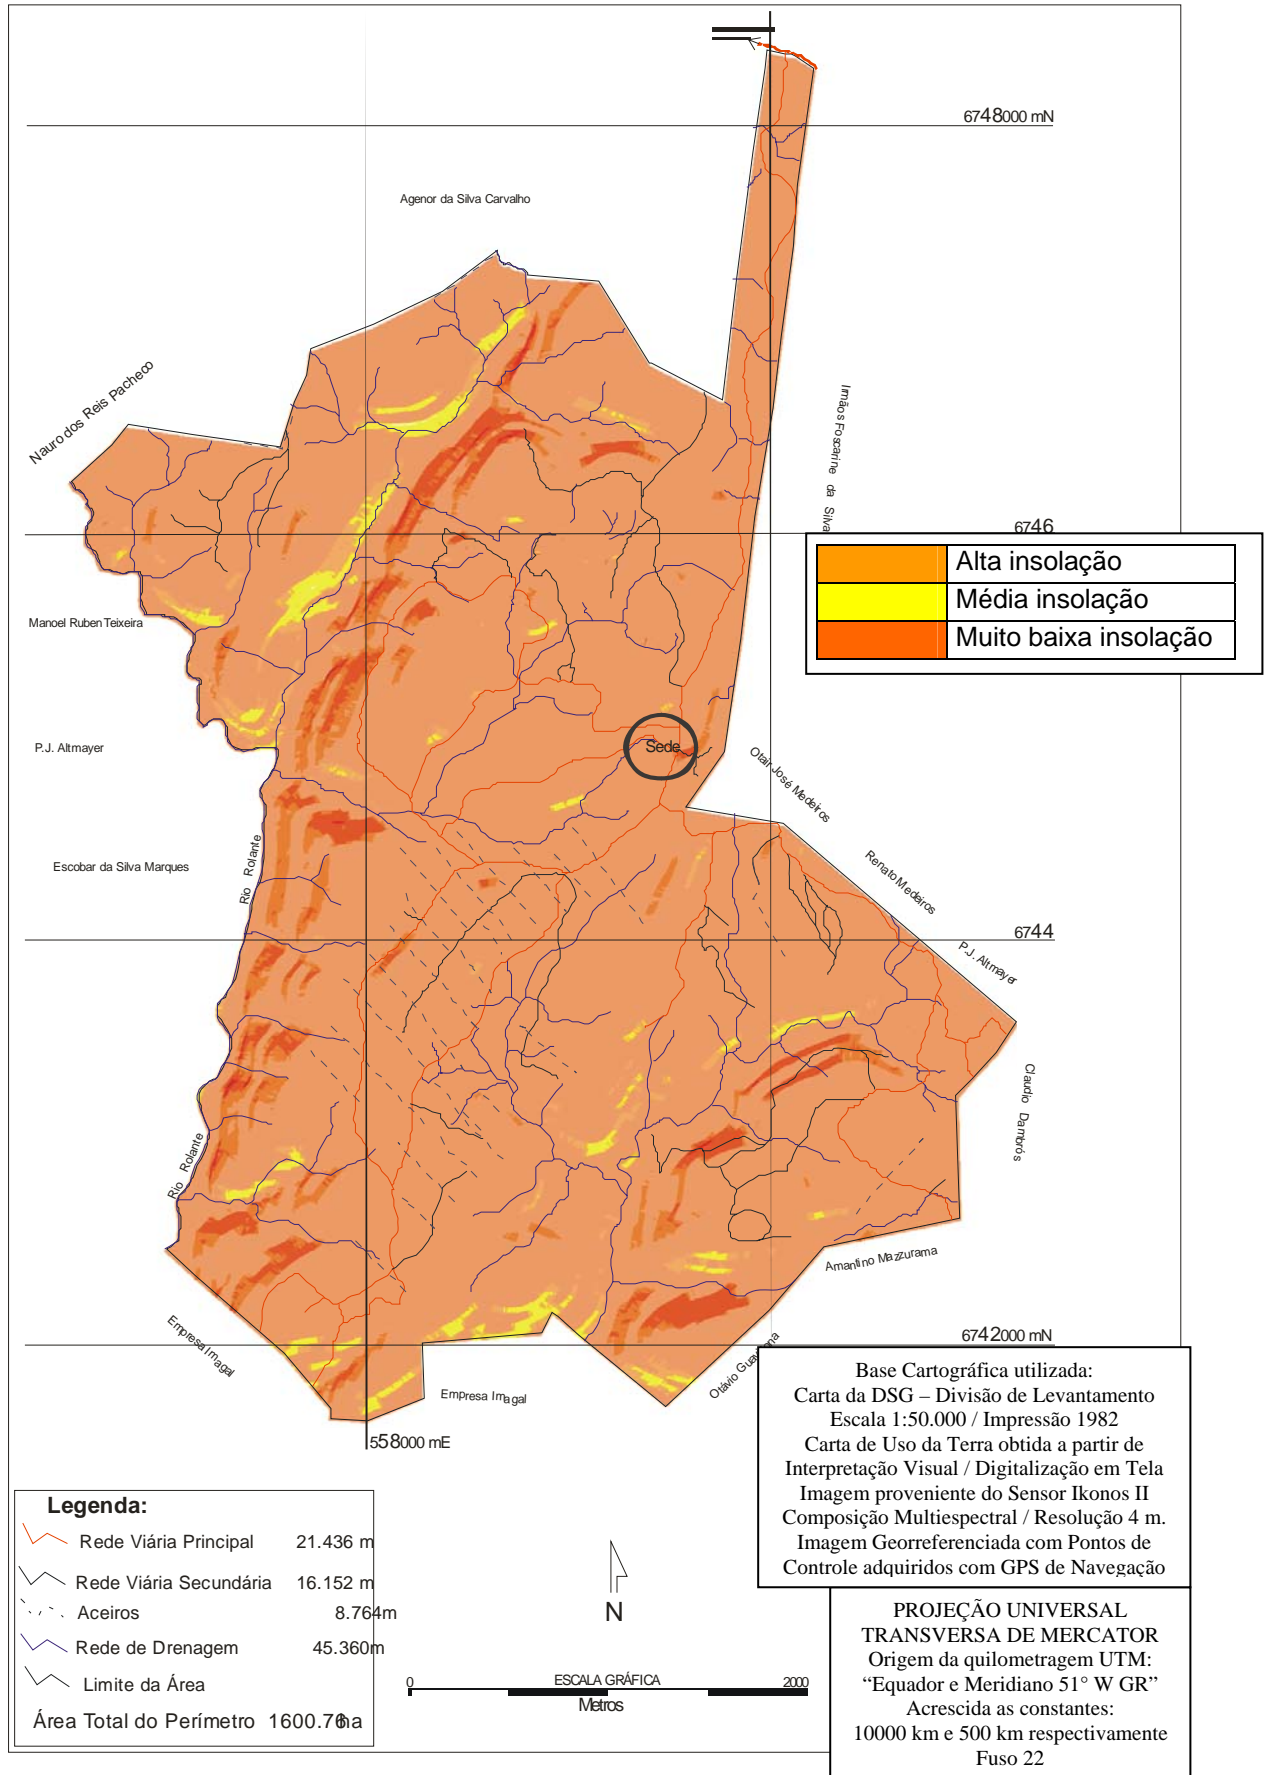 6748000 mN
Agenor da Silva Carvalho
Nauro dos Reis Pacheco
Irmãos Foscarine da Silva
6746
Alta insolação
Média insolação
Muito baixa insolação
Manoel Ruben Teixeira
P.J. Altmayer
Sede
Otair José Medeiros
Escobar da Silva Marques
Rio Rolante
Renato Medeiros
6744
P.J. Altmayer
Claudio Dambrós
Rio Rolante
Amantino Mazzurama
Empresa Imagal
6742000 mN
Otávio
Empresa Imagal
558000 mE
Base Cartográfica utilizada:
Carta da DSG – Divisão de Levantamento
Escala 1:50.000 / Impressão 1982
Carta de Uso da Terra obtida a partir de
Interpretação Visual / Digitalização em Tela
Imagem proveniente do Sensor Ikonos II
Composição Multiespectral / Resolução 4 m.
Imagem Georreferenciada com Pontos de
Controle adquiridos com GPS de Navegação
Legenda:
Rede Viária Principal 21.436 m
Rede Viária Secundária 16.152 m
Aceiros 8.764m
Rede de Drenagem 45.360m
Limite da Área
Área Total do Perímetro 1600.76ha
N
0 ESCALA GRÁFICA 2000
Metros
PROJEÇÃO UNIVERSAL
TRANSVERSA DE MERCATOR
Origem da quilometragem UTM:
“Equador e Meridiano 51° W GR”
Acrescida as constantes:
10000 km e 500 km respectivamente
Fuso 22